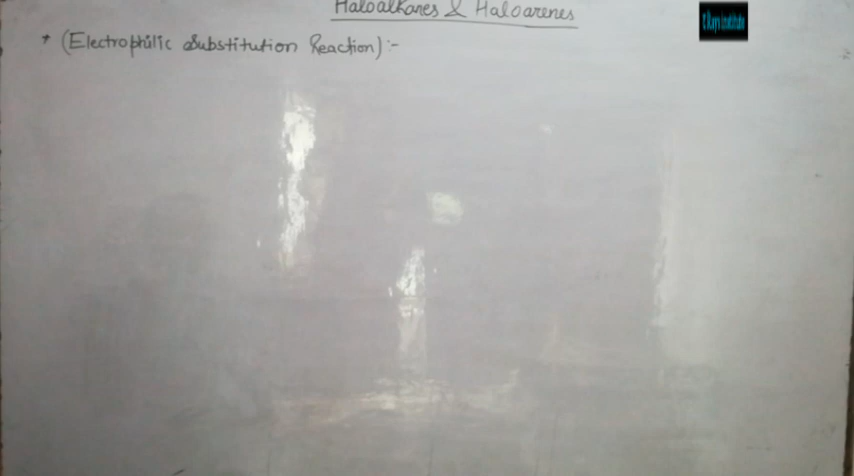 Haloalkanes & Haloarenes
* (Electrophilic Substitution Reaction):-